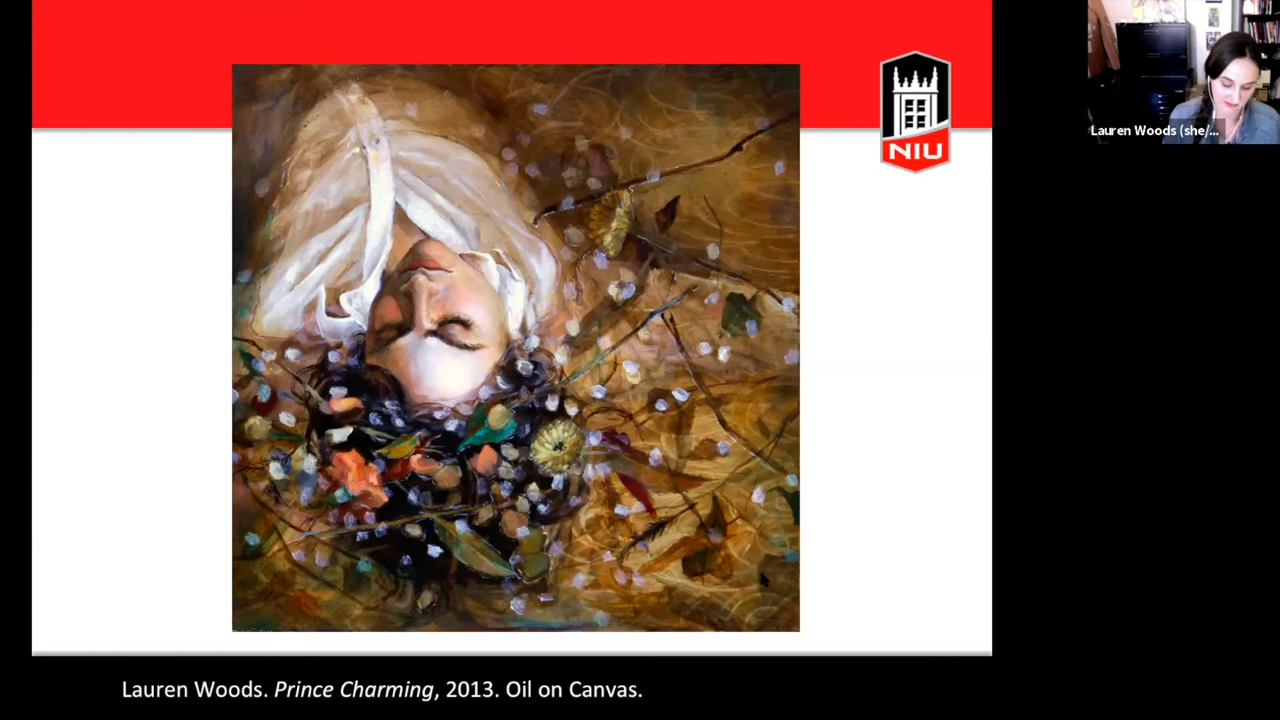 NIU
Lauren Woods (she/...
Lauren Woods. Prince Charming, 2013. Oil on Canvas.